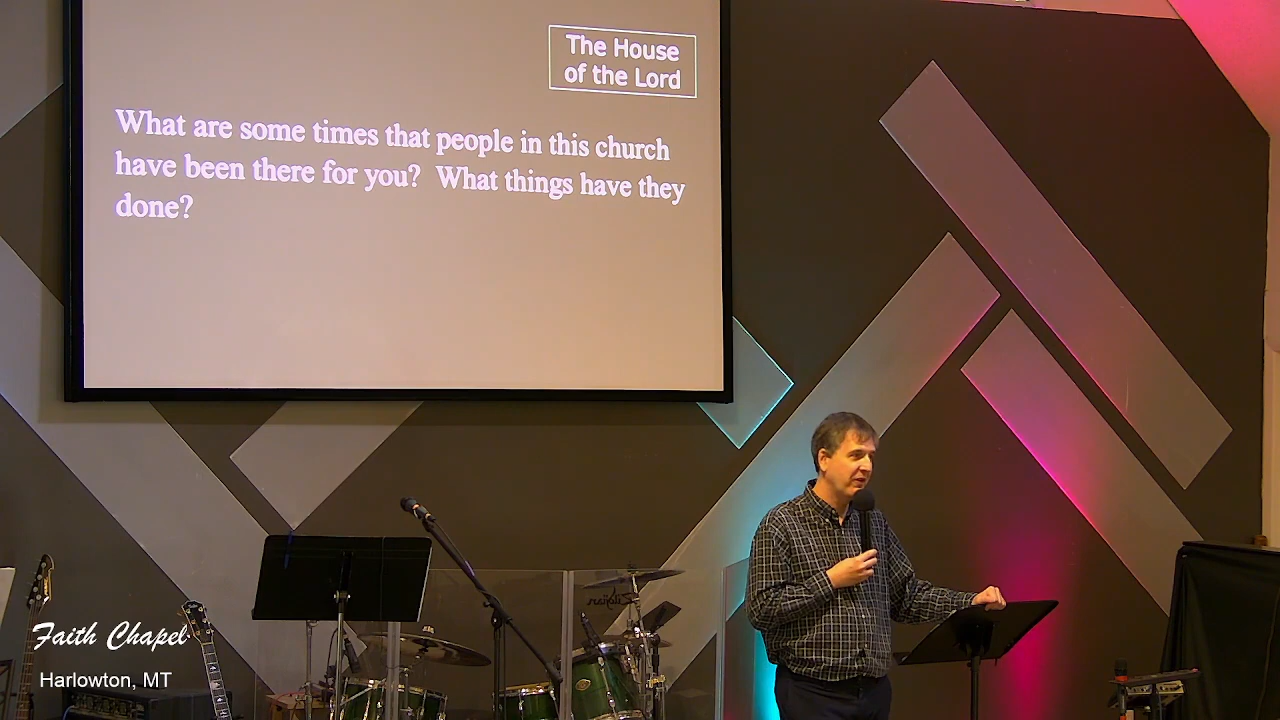 The House
of the Lord
What are some times that people in this church
have been there for you?  What things have they
done?
Zildjian
Faith Chapel
Harlowton, MT